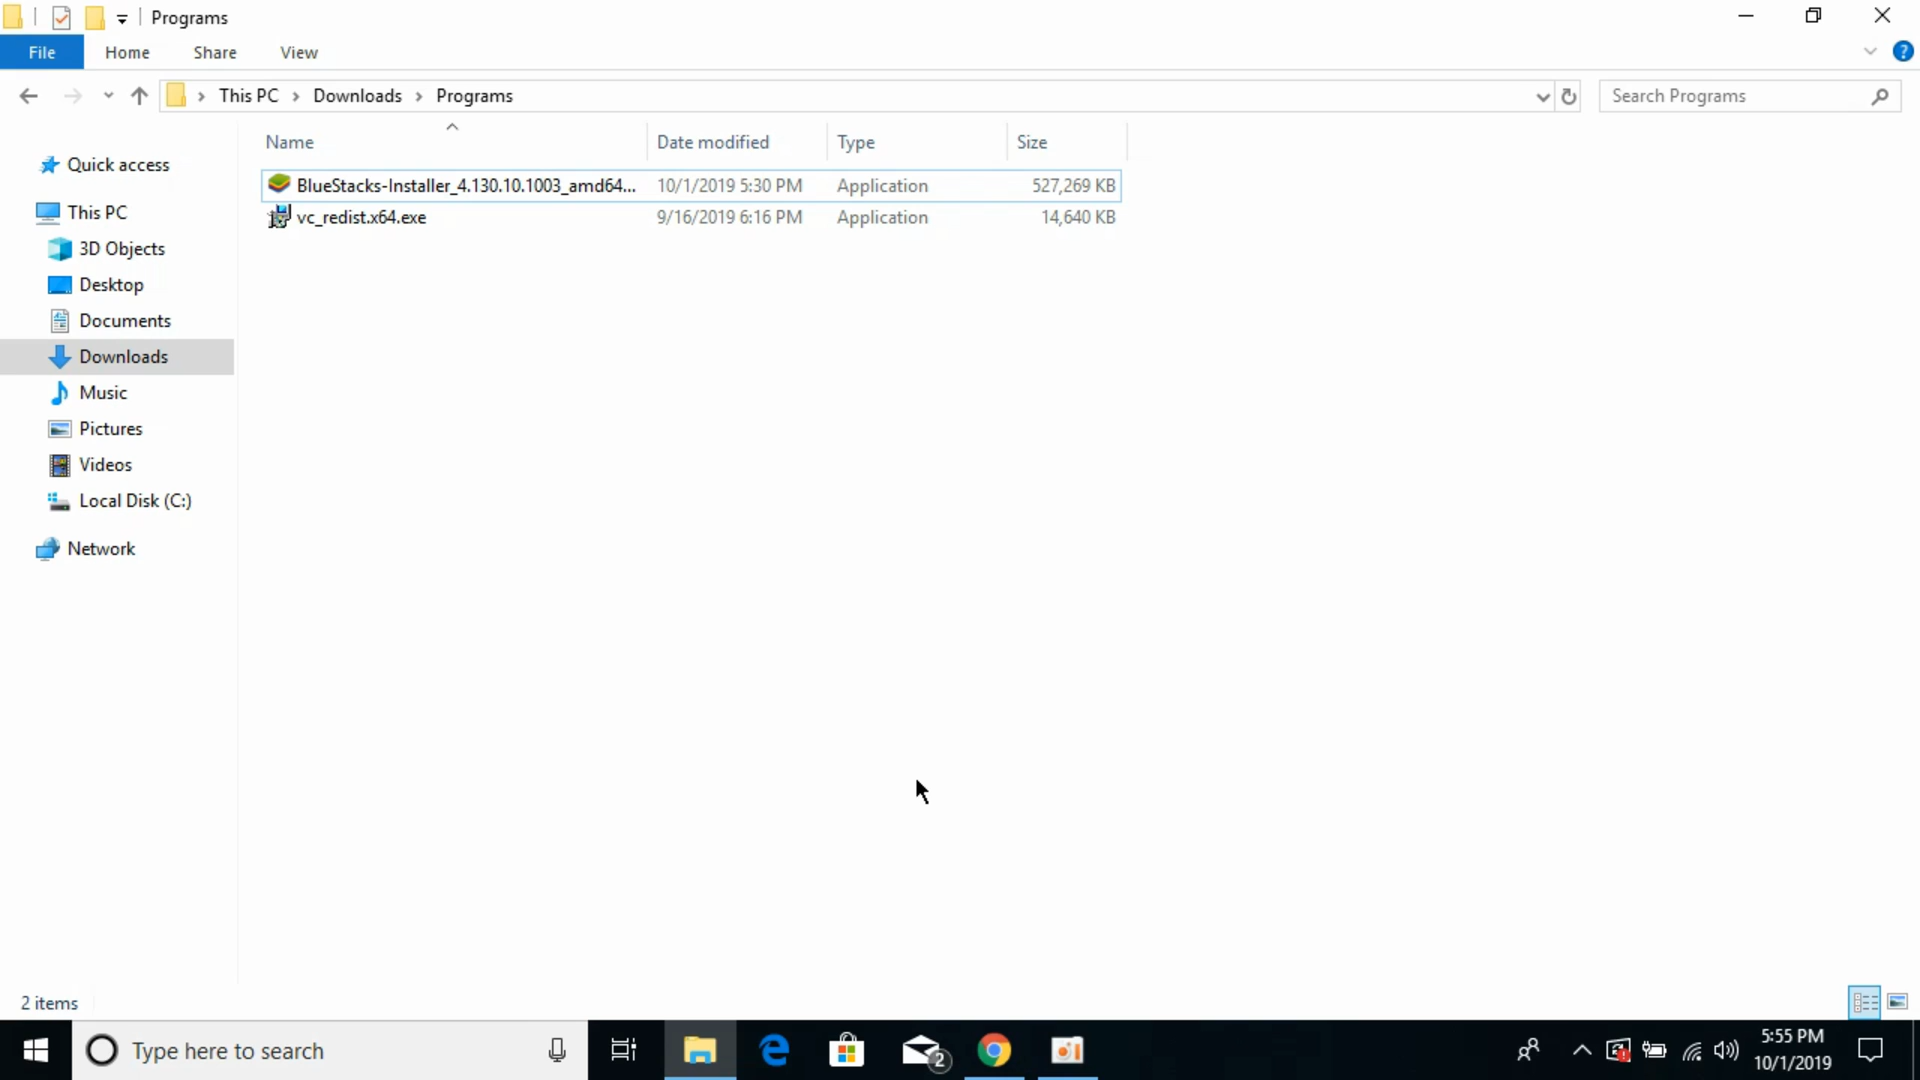 Programs
File Home Share View
This PC Downloads Programs
Search Programs
Name Date modified Type Size
BlueStacks-Installer_4.130.10.1003_amd64... 10/1/2019 5:30 PM Application 527,269 KB
vc_redist.x64.exe 9/16/2019 6:16 PM Application 14,640 KB
Quick access
This PC
3D Objects
Desktop
Documents
Downloads
Music
Pictures
Videos
Local Disk (C:)
Network
2 items
Type here to search
2
5:55 PM
10/1/2019